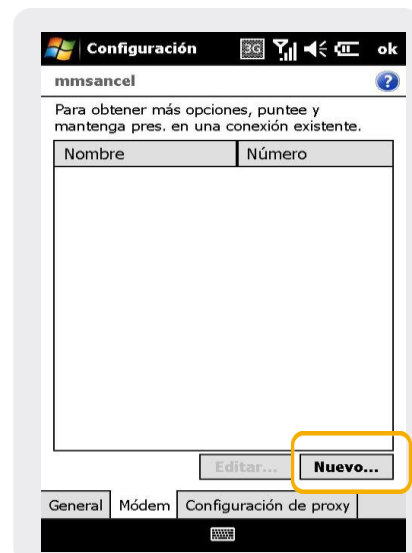 Configuración 3G ok
mmsancel ?
Para obtener más opciones, puntee y
mantenga pres. en una conexión existente.
Nombre Número
Editar... Nuevo...
General Módem Configuración de proxy